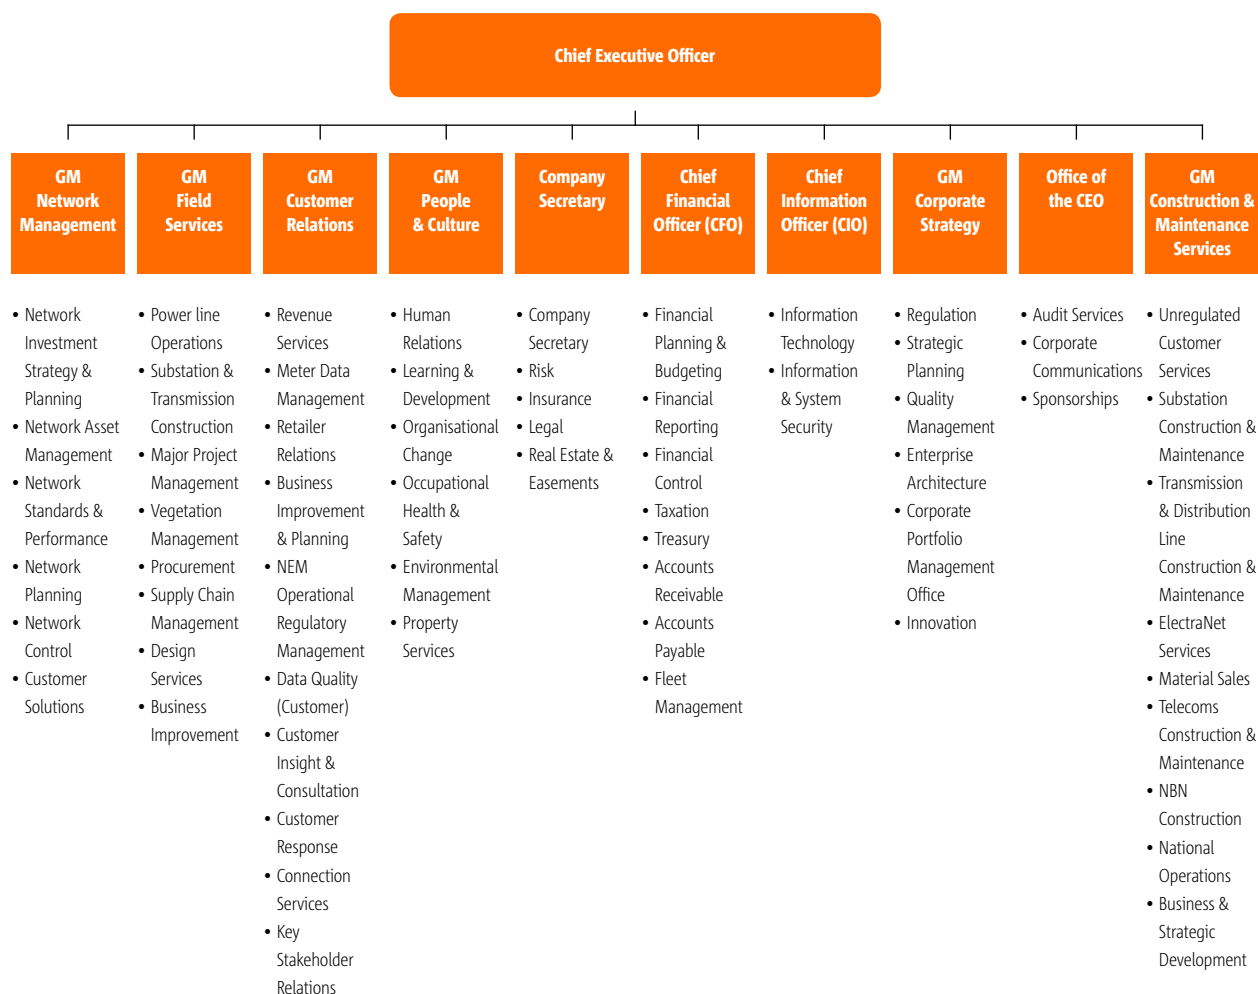 Chief Executive Officer
GM
Network
Management
GM
Field
Services
GM
Customer
Relations
GM
People
& Culture
Company
Secretary
Chief
Financial
Officer (CFO)
Chief
Information
Officer (CIO)
GM
Corporate
Strategy
Office of
the CEO
GM
Construction &
Maintenance
Services
• Network
Investment
Strategy &
Planning
• Network Asset
Management
• Network
Standards &
Performance
• Network
Planning
• Network
Control
• Customer
Solutions
• Power line
Operations
• Substation &
Transmission
Construction
• Major Project
Management
• Vegetation
Management
• Procurement
• Supply Chain
Management
• Design
Services
• Business
Improvement
• Revenue
Services
• Meter Data
Management
• Retailer
Relations
• Business
Improvement
& Planning
• NEM
Operational
Regulatory
Management
• Data Quality
(Customer)
• Customer
Insight &
Consultation
• Customer
Response
• Connection
Services
• Key
Stakeholder
Relations
• Human
Relations
• Learning &
Development
• Organisational
Change
• Occupational
Health &
Safety
• Environmental
Management
• Property
Services
• Company
Secretary
• Risk
• Insurance
• Legal
• Real Estate &
Easements
• Financial
Planning &
Budgeting
• Financial
Reporting
• Financial
Control
• Taxation
• Treasury
• Accounts
Receivable
• Accounts
Payable
• Fleet
Management
• Information
Technology
• Information
& System
Security
• Regulation
• Strategic
Planning
• Quality
Management
• Enterprise
Architecture
• Corporate
Portfolio
Management
Office
• Innovation
• Audit Services
• Corporate
Communications
• Sponsorships
• Unregulated
Customer
Services
• Substation
Construction &
Maintenance
• Transmission
& Distribution
Line
Construction &
Maintenance
• ElectraNet
Services
• Material Sales
• Telecoms
Construction &
Maintenance
• NBN
Construction
• National
Operations
• Business &
Strategic
Development